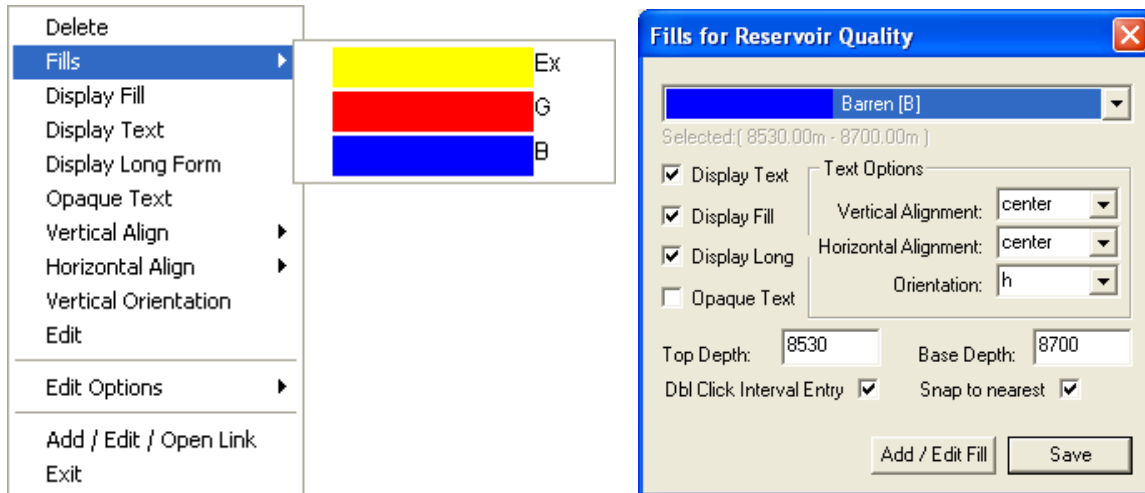 Delete
Fills
Display Fill
Display Text
Display Long Form
Opaque Text
Vertical Align
Horizontal Align
Vertical Orientation
Edit
Edit Options
Add / Edit / Open Link
Exit
Ex
G
B
Fills for Reservoir Quality
Barren [B]
Selected:( 8530.00m - 8700.00m )
Display Text
Display Fill
Display Long
Opaque Text
Text Options
Vertical Alignment: center
Horizontal Alignment: center
Orientation: h
Top Depth: 8530 Base Depth: 8700
Dbl Click Interval Entry Snap to nearest
Add / Edit Fill Save